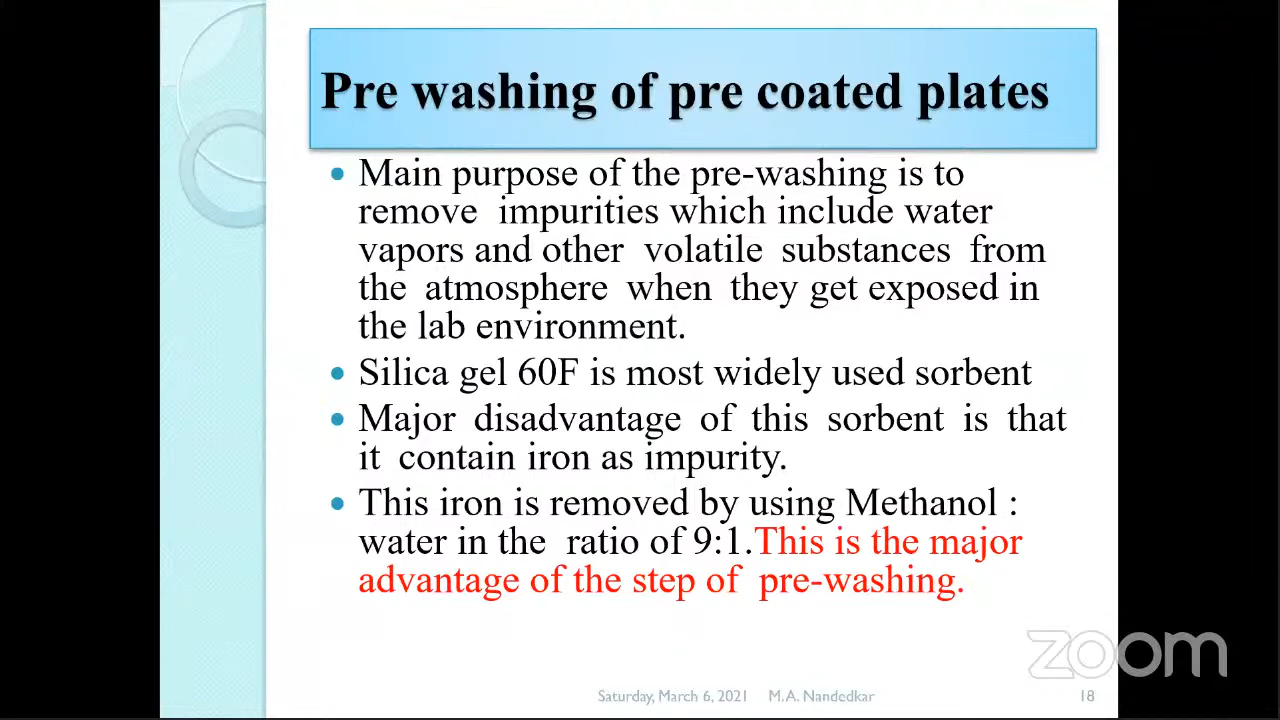 Pre washing of pre coated plates
• Main purpose of the pre-washing is to
remove impurities which include water
vapors and other volatile substances from
the atmosphere when they get exposed in
the lab environment.
• Silica gel 60F is most widely used sorbent
• Major disadvantage of this sorbent is that
it contain iron as impurity.
• This iron is removed by using Methanol :
water in the ratio of 9:1.This is the major
advantage of the step of pre-washing.
zoom
Saturday, March 6, 2021 M.A. Nandedkar 18